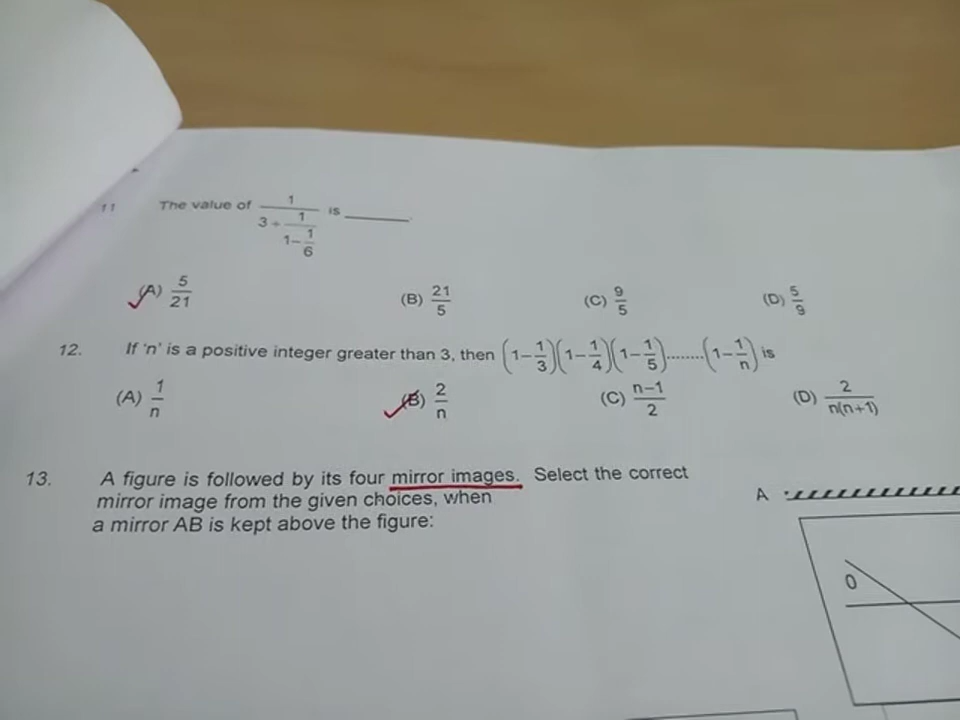 11 The value of 1/(3+1/(1-1/6)) is ______.
(A) 5/21 (B) 21/5 (C) 9/5 (D) 5/9
12. If 'n' is a positive integer greater than 3, then (1-1/3)(1-1/4)(1-1/5)........(1-1/n) is
(A) 1/n (B) 2/n (C) n-1/2 (D) 2/n(n+1)
13. A figure is followed by its four mirror images. Select the correct
mirror image from the given choices, when
a mirror AB is kept above the figure:
A
0